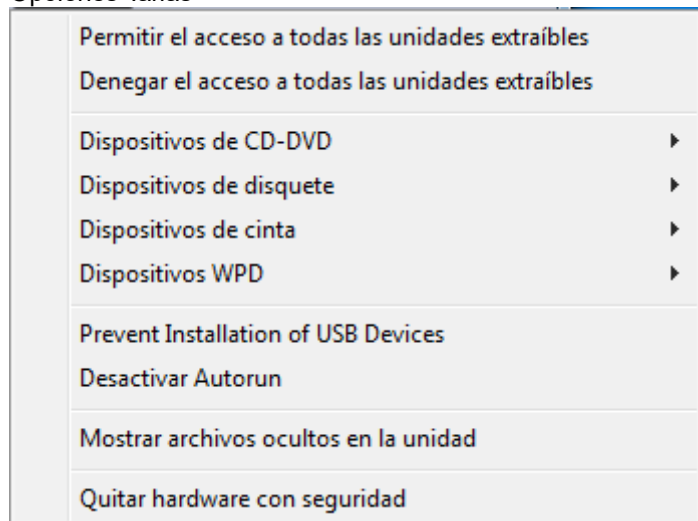 Permitir el acceso a todas las unidades extraíbles
Denegar el acceso a todas las unidades extraíbles
Dispositivos de CD-DVD
Dispositivos de disquete
Dispositivos de cinta
Dispositivos WPD
Prevent Installation of USB Devices
Desactivar Autorun
Mostrar archivos ocultos en la unidad
Quitar hardware con seguridad